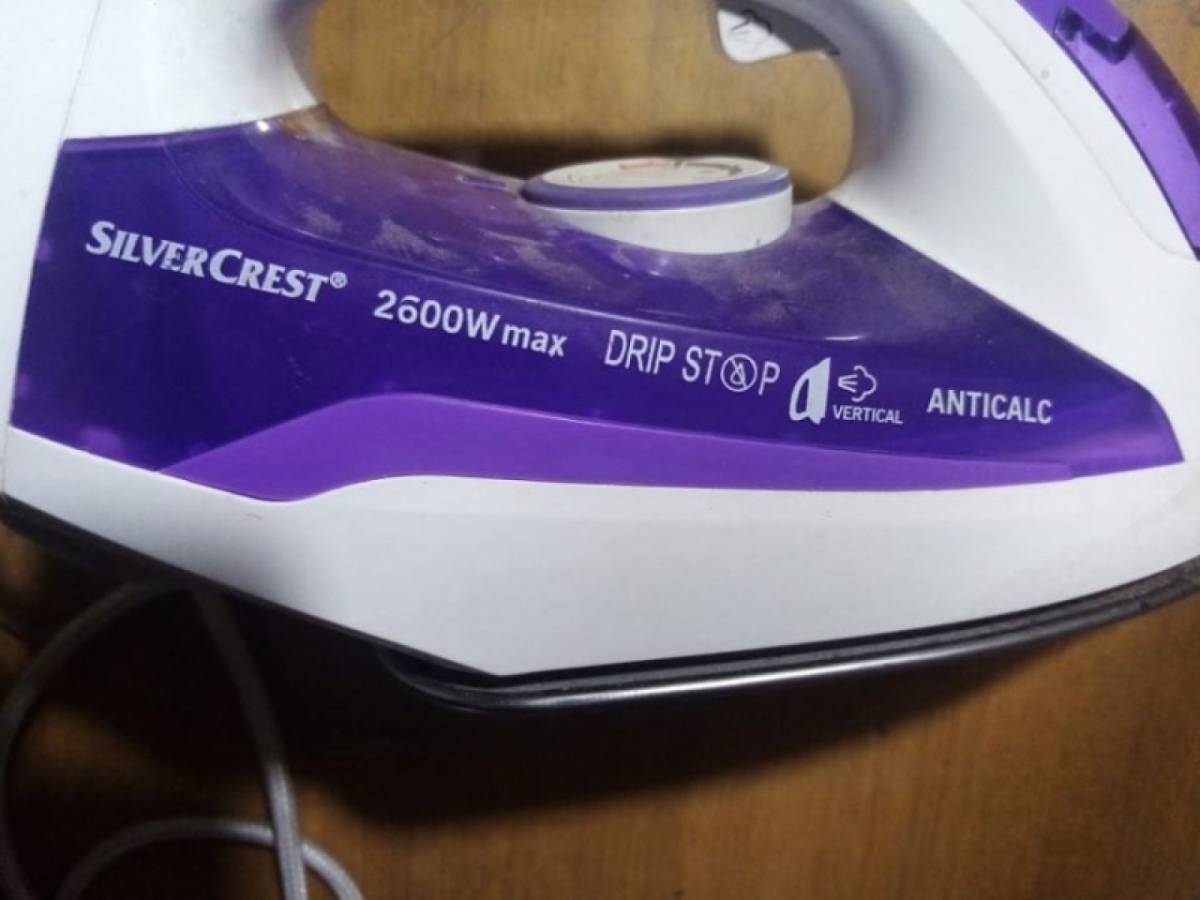 SILVERCREST® 2600W max DRIP STOP VERTICAL ANTICALC